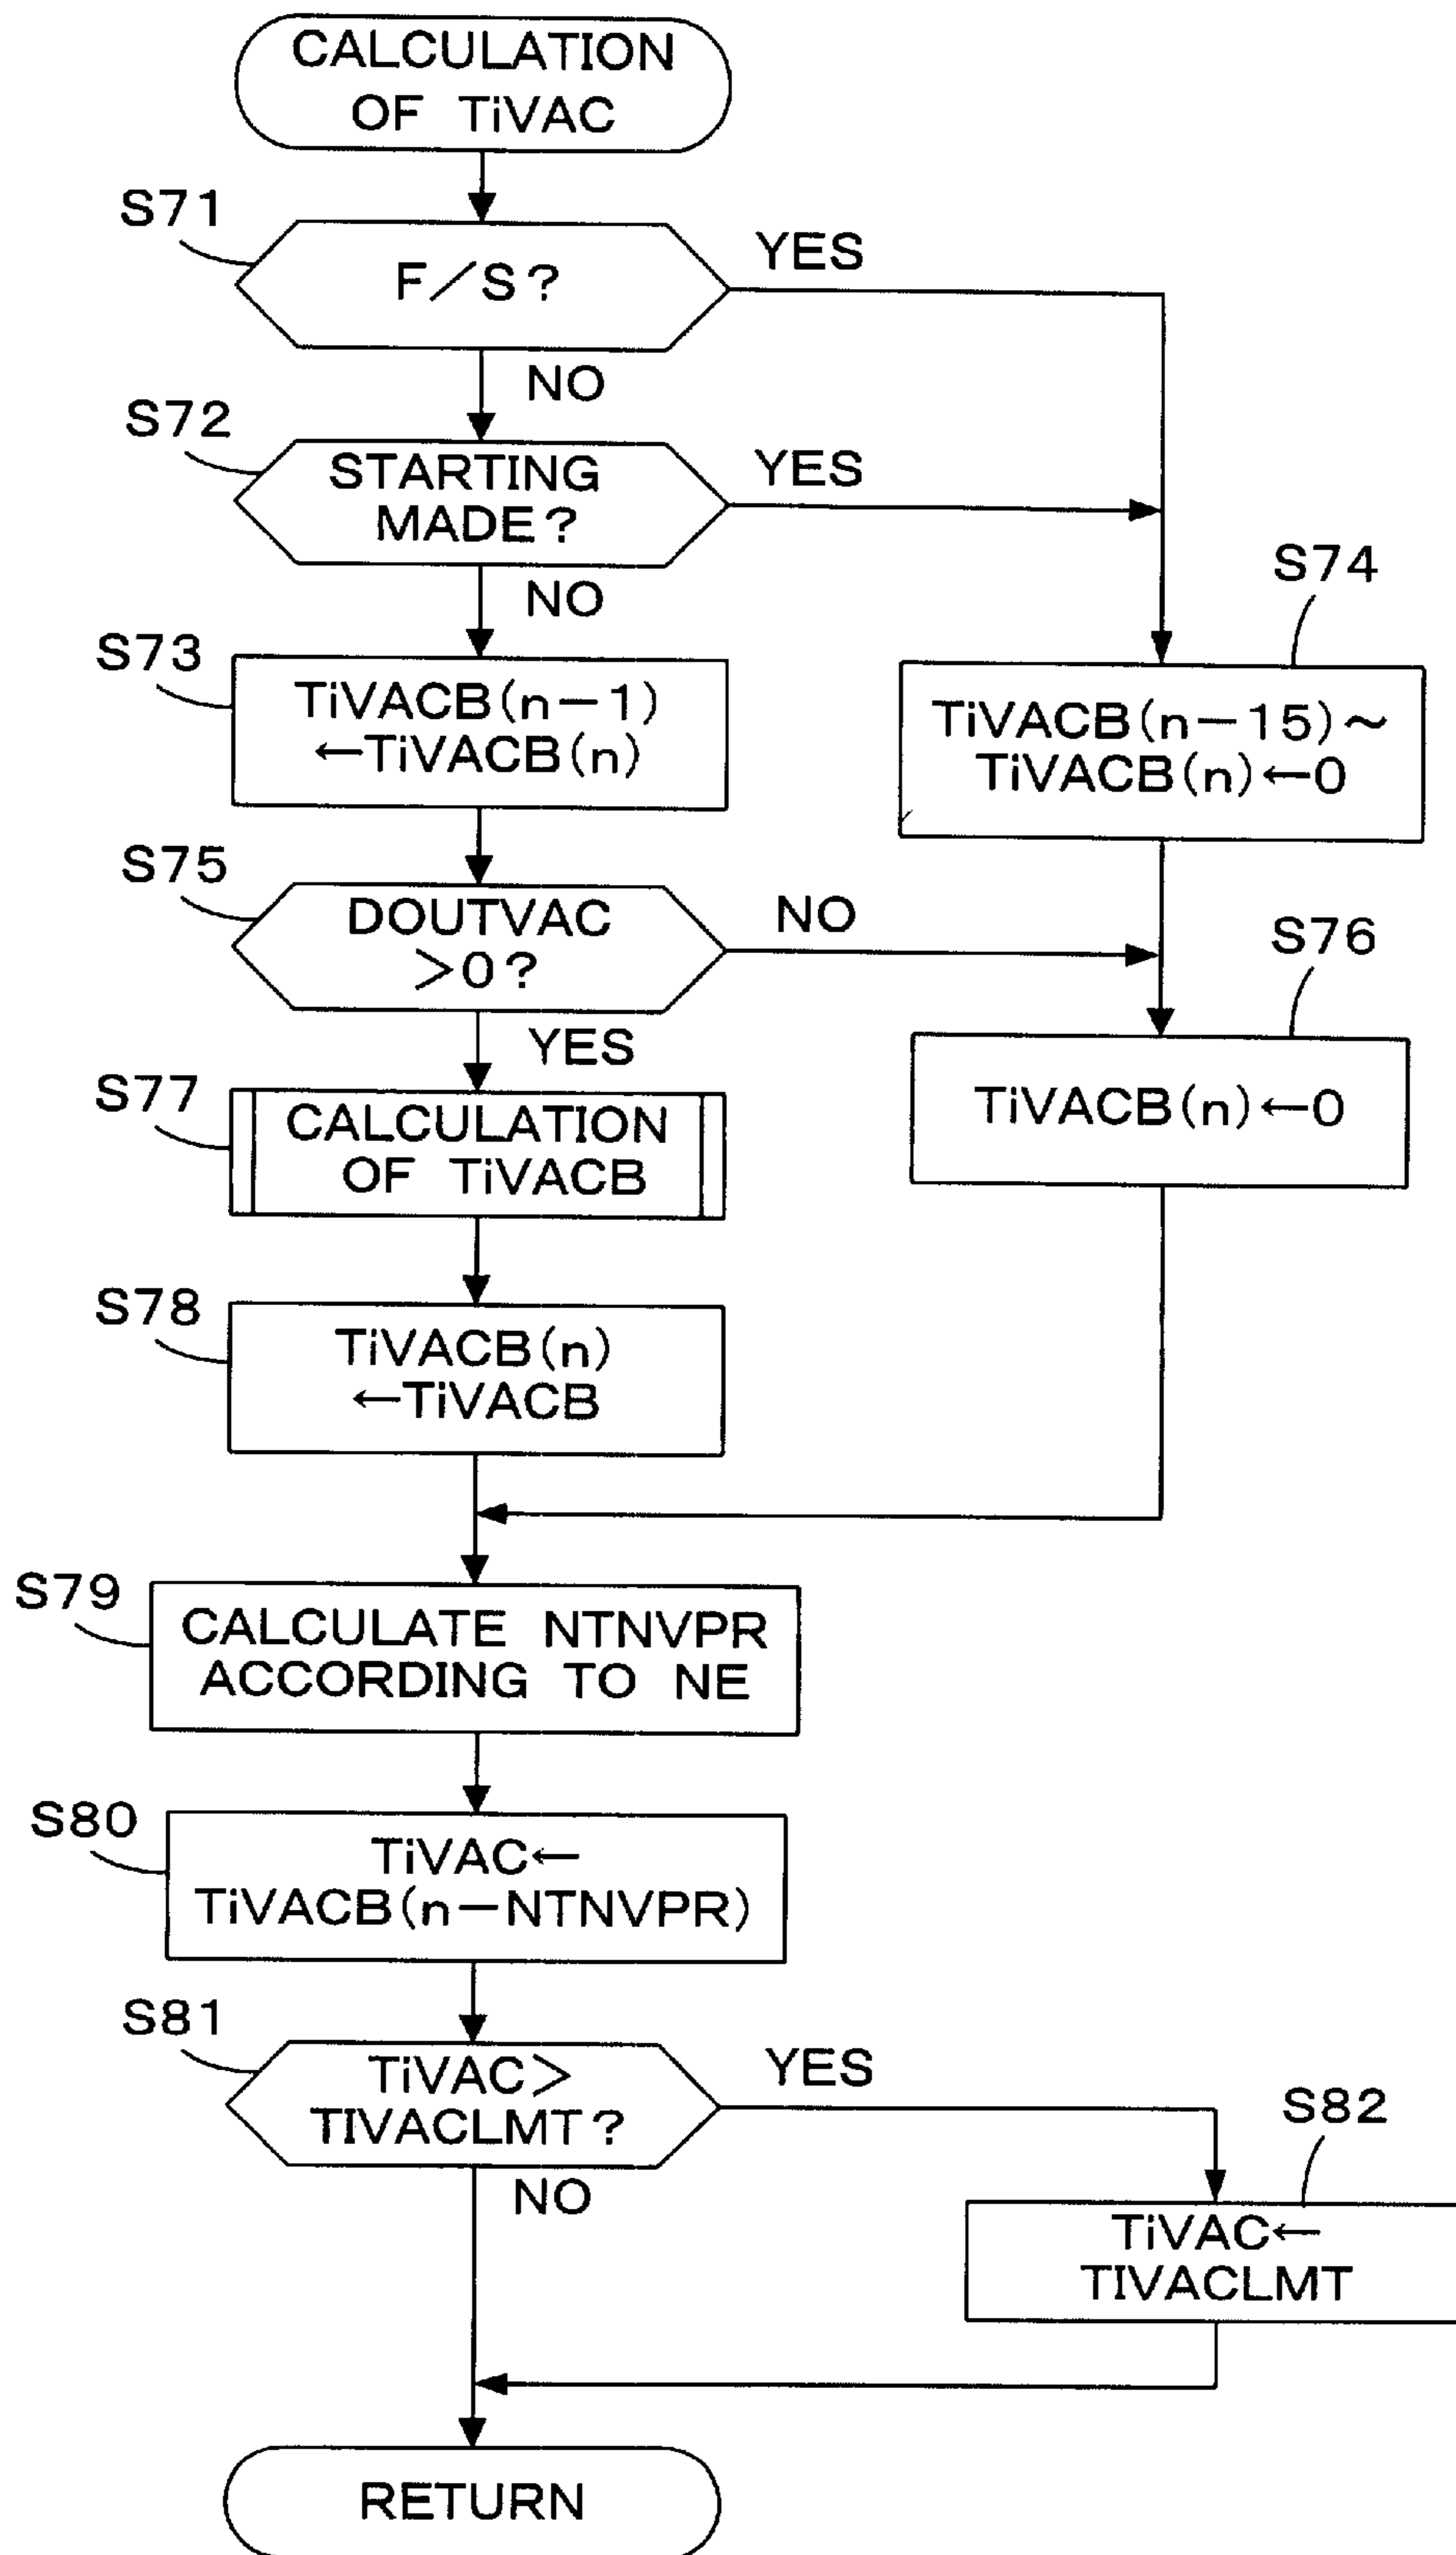 CALCULATION
OF TiVAC
S71
F/S?
YES
NO
S72
STARTING
MADE?
YES
NO
S73
TiVACB(n-1)
←TiVACB(n)
S74
TiVACB(n-15)~
TiVACB(n)←0
S75
DOUTVAC
>0?
NO
YES
S76
TiVACB(n)←0
S77
CALCULATION
OF TiVACB
S78
TiVACB(n)
←TiVACB
S79
CALCULATE NTNVPR
ACCORDING TO NE
S80
TiVAC←
TiVACB(n-NTNVPR)
S81
TiVAC>
TIVACLMT?
YES
NO
S82
TiVAC←
TIVACLMT
RETURN